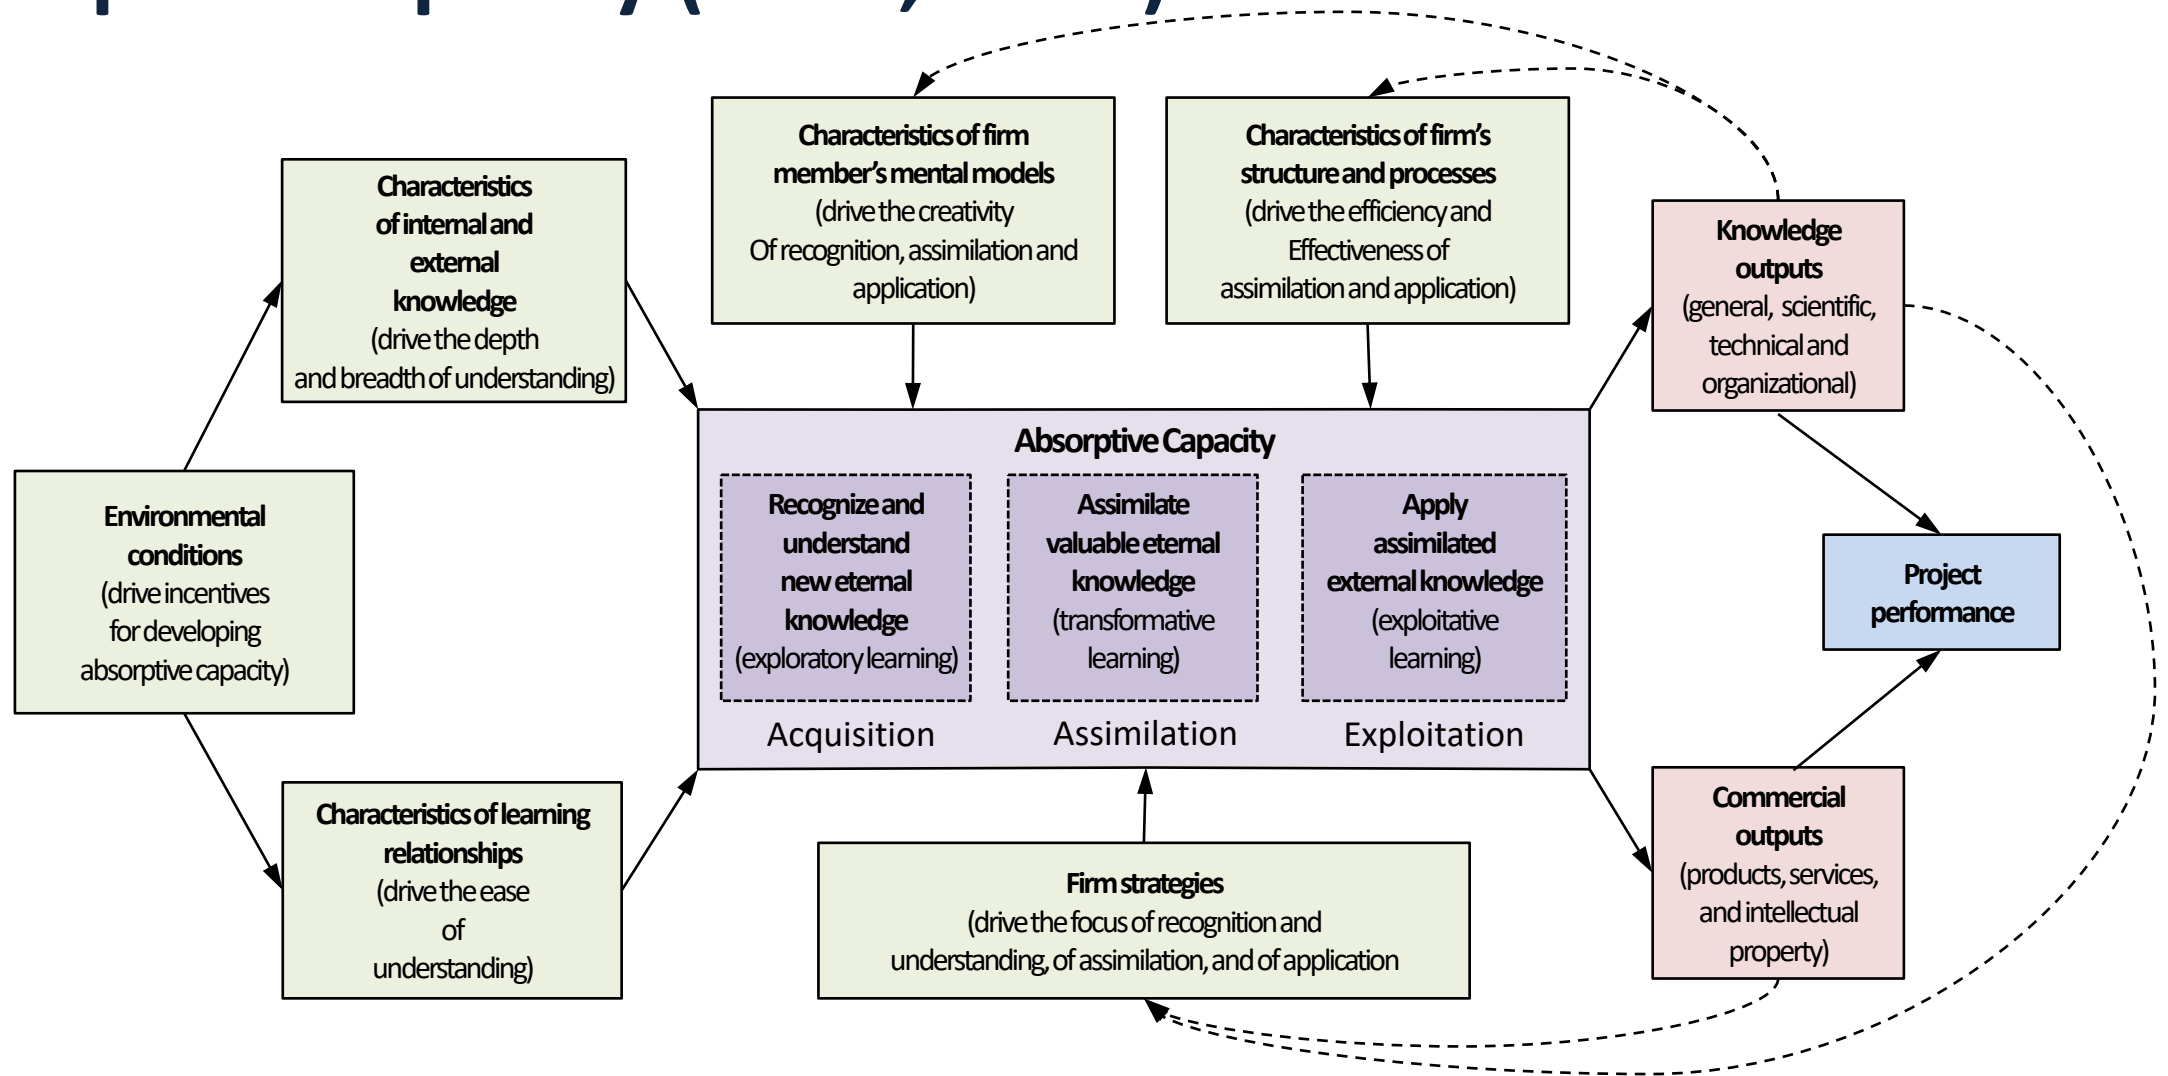 Characteristics
of internal and
external
knowledge
(drive the depth
and breadth of understanding)
Characteristics of firm
member's mental models
(drive the creativity
Of recognition, assimilation and
application)
Characteristics of firm's
structure and processes
(drive the efficiency and
Effectiveness of
assimilation and application)
Knowledge
outputs
(general, scientific,
technical and
organizational)
Environmental
conditions
(drive incentives
for developing
absorptive capacity)
Absorptive Capacity
Recognize and
understand
new eternal
knowledge
(exploratory learning)
Acquisition
Assimilate
valuable eternal
knowledge
(transformative
learning)
Assimilation
Apply
assimilated
external knowledge
(exploitative
learning)
Exploitation
Project
performance
Characteristics of learning
relationships
(drive the ease
of
understanding)
Firm strategies
(drive the focus of recognition and
understanding, of assimilation, and of application
Commercial
outputs
(products, services,
and intellectual
property)